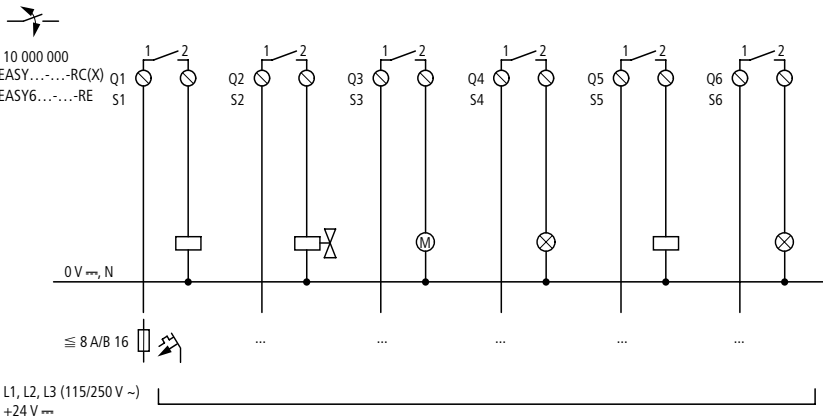 10 000 000
EASY...-...-RC(X)
EASY6...-...-RE
1 2 1 2 1 2 1 2 1 2 1 2
Q1 Q2 Q3 Q4 Q5 Q6
S1 S2 S3 S4 S5 S6
M
0 V ⎓, N
≦ 8 A/B 16 ... ... ... ... ...
L1, L2, L3 (115/250 V ~)
+24 V ⎓